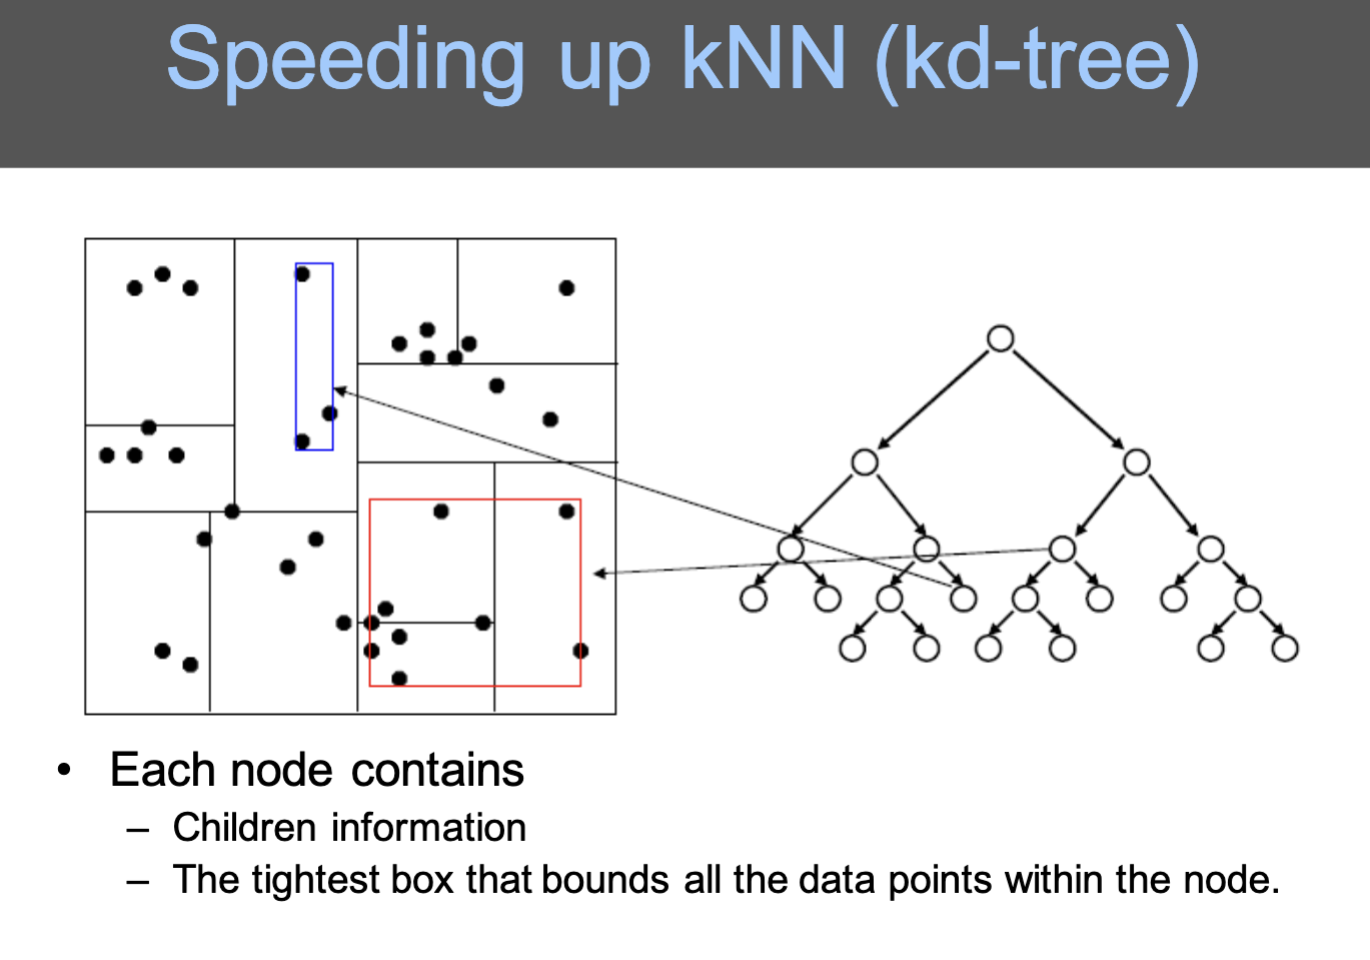 Speeding up kNN (kd-tree)
• Each node contains
– Children information
– The tightest box that bounds all the data points within the node.